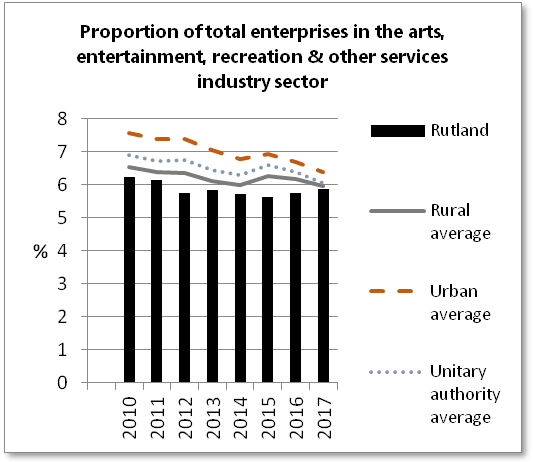 Proportion of total enterprises in the arts,
entertainment, recreation & other services
industry sector
8
7
6
5
4
3
2
1
0
%
2010
2011
2012
2013
2014
2015
2016
2017
Rutland
Rural
average
Urban
average
Unitary
authority
average